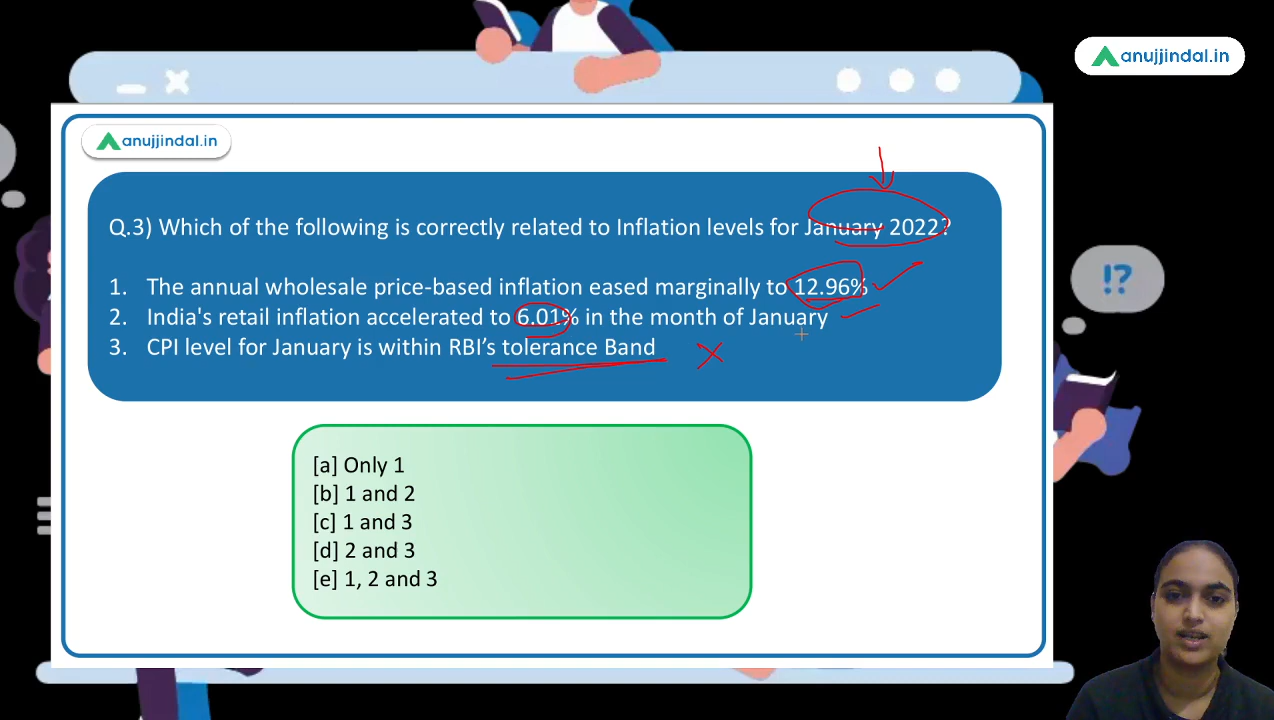 anujjindal.in
anujjindal.in
Q.3) Which of the following is correctly related to Inflation levels for January 2022?
1. The annual wholesale price-based inflation eased marginally to 12.96%
2. India's retail inflation accelerated to 6.01% in the month of January
3. CPI level for January is within RBI's tolerance Band
!?
[a] Only 1
[b] 1 and 2
[c] 1 and 3
[d] 2 and 3
[e] 1, 2 and 3